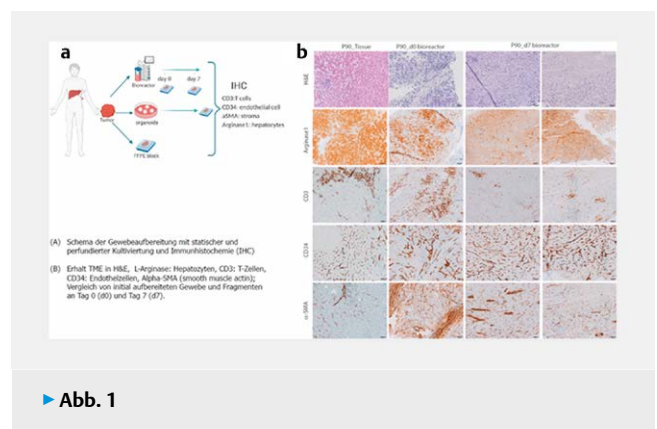 a
Bioreactor
day 0
day 7
Tumor
organoids
FFPE block
IHC
CD3:T cells
CD34: endothelial cell
aSMA: stroma
Arginase1: hepatocytes
(A) Schema der Gewebeaufbereitung mit statischer und
perfundierter Kultivierung und Immunhistochemie (IHC)
(B) Erhalt TME in H&E, L-Arginase: Hepatozyten, CD3: T-Zellen,
CD34: Endothelzellen, Alpha-SMA (smooth muscle actin);
Vergleich von initial aufbereiteten Gewebe und Fragmenten
an Tag 0 (d0) und Tag 7 (d7).
b
P90_Tissue
P90_d0 bioreactor
P90_d7 bioreactor
H&E
Arginase1
CD3
CD34
α-SMA
▶ Abb. 1